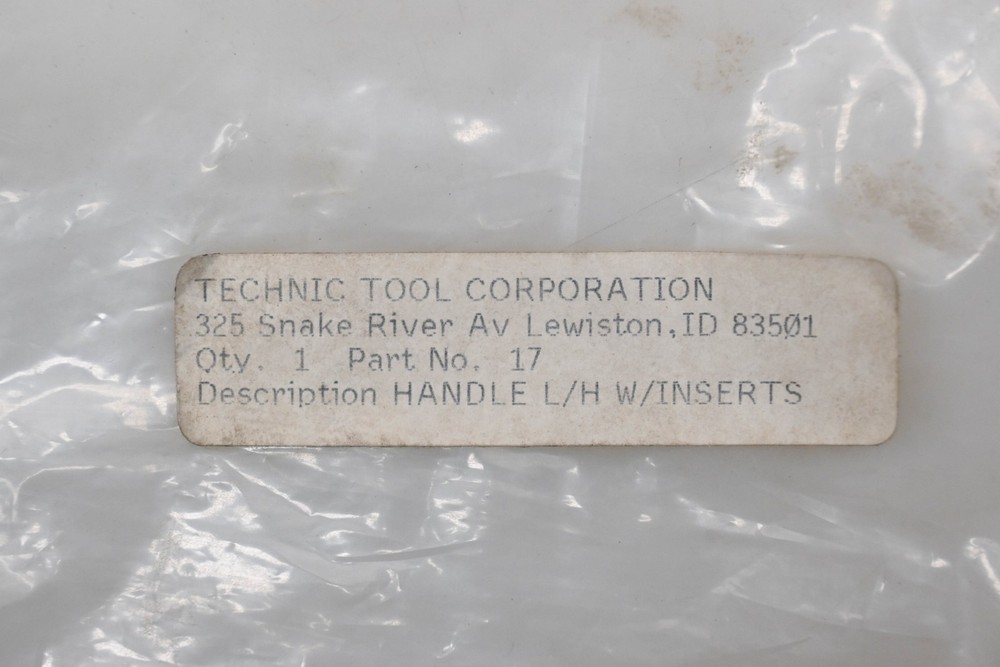 TECHNIC TOOL CORPORATION
325 Snake River Av Lewiston,ID 83501
Qty. 1 Part No. 17
Description HANDLE L/H W/INSERTS